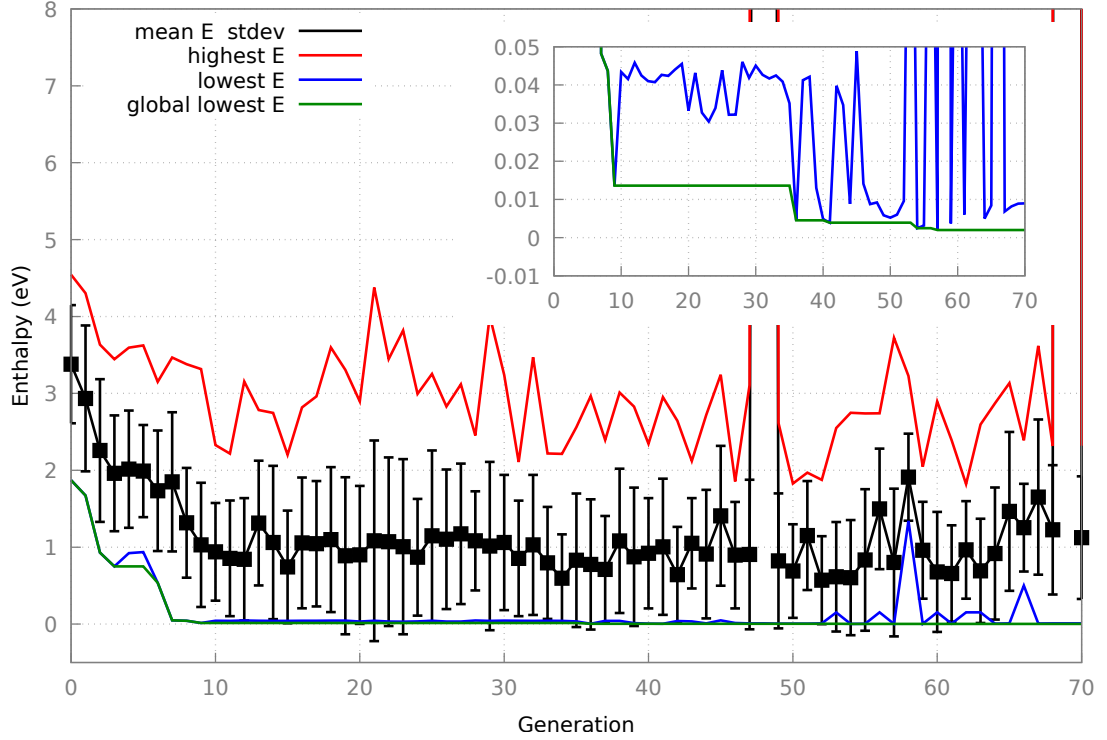 8
7
6
5
4
3
2
1
0
Enthalpy (eV)
mean E  stdev
highest E
lowest E
global lowest E
0.05
0.04
0.03
0.02
0.01
0
-0.01
0 10 20 30 40 50 60 70
0 10 20 30 40 50 60 70
Generation